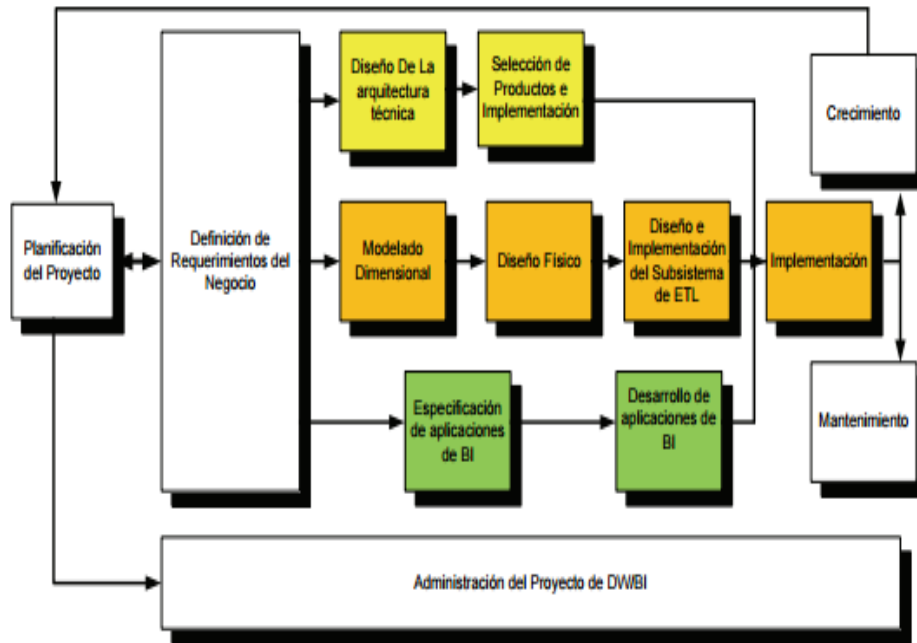 Diseño De La
arquitectura
técnica
Selección de
Productos e
Implementación
Crecimiento
Planificación
del Proyecto
Definición de
Requerimientos del
Negocio
Modelado
Dimensional
Diseño Físico
Diseño e
Implementación
del Subsistema
de ETL
Implementación
Especificación
de aplicaciones
de BI
Desarrollo de
aplicaciones de
BI
Mantenimiento
Administración del Proyecto de DW/BI